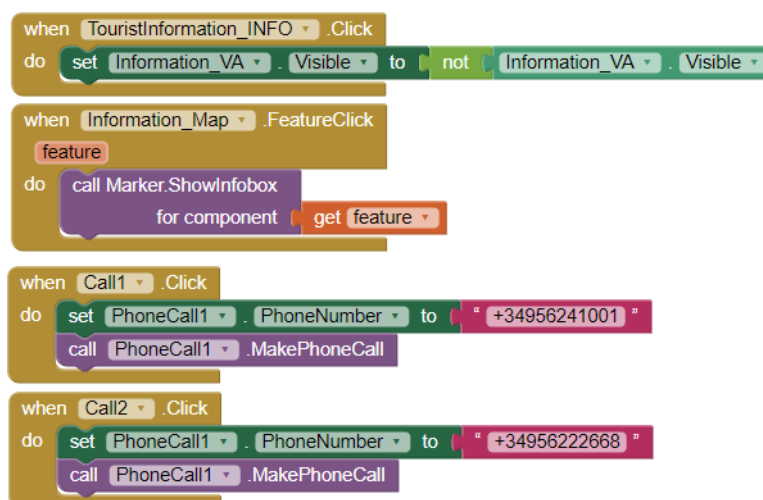 when TouristInformation_INFO .Click
do set Information_VA . Visible to not Information_VA . Visible
when Information_Map .FeatureClick
feature
do call Marker.ShowInfobox
for component get feature
when Call1 .Click
do set PhoneCall1 . PhoneNumber to " +34956241001 "
call PhoneCall1 .MakePhoneCall
when Call2 .Click
do set PhoneCall1 . PhoneNumber to " +34956222668 "
call PhoneCall1 .MakePhoneCall